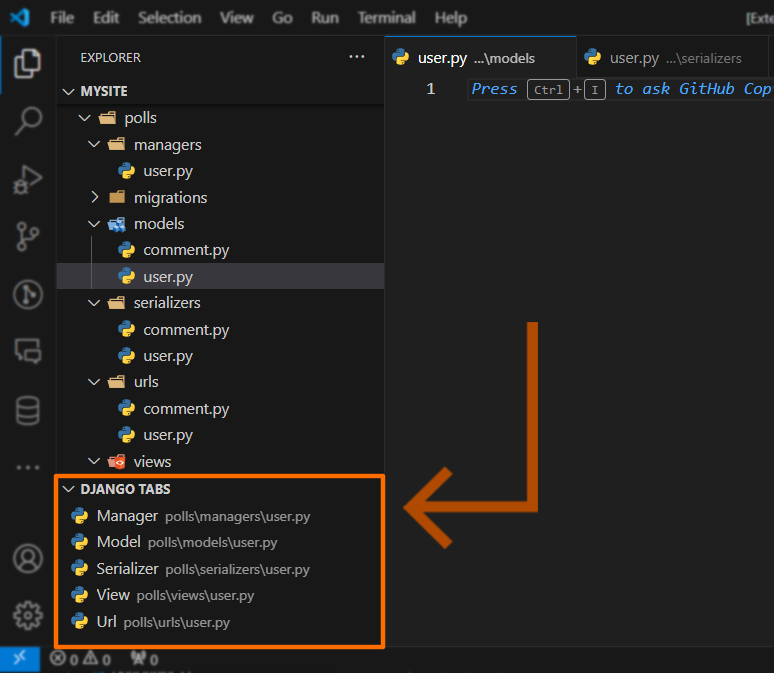 File Edit Selection View Go Run Terminal Help
EXPLORER
user.py ...\models
user.py ...\serializers
MYSITE
1 Press Ctrl + I to ask GitHub Cop
polls
managers
user.py
migrations
models
comment.py
user.py
serializers
comment.py
user.py
urls
comment.py
user.py
views
DJANGO TABS
Manager polls\managers\user.py
Model polls\models\user.py
Serializer polls\serializers\user.py
View polls\views\user.py
Url polls\urls\user.py
0 0 0